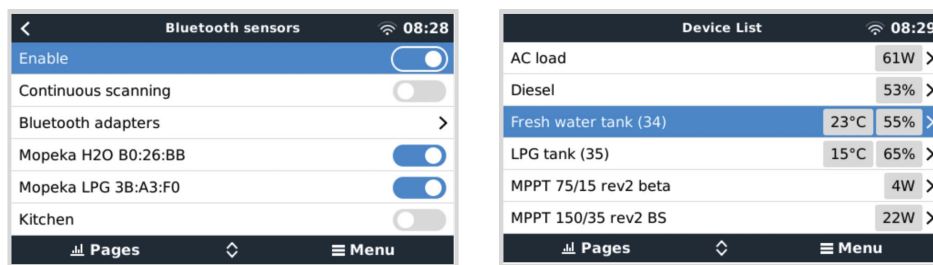 Bluetooth sensors 08:28
Enable
Continuous scanning
Bluetooth adapters
Mopeka H2O B0:26:BB
Mopeka LPG 3B:A3:F0
Kitchen
Pages Menu
Device List 08:29
AC load 61W
Diesel 53%
Fresh water tank (34) 23°C 55%
LPG tank (35) 15°C 65%
MPPT 75/15 rev2 beta 4W
MPPT 150/35 rev2 BS 22W
Pages Menu